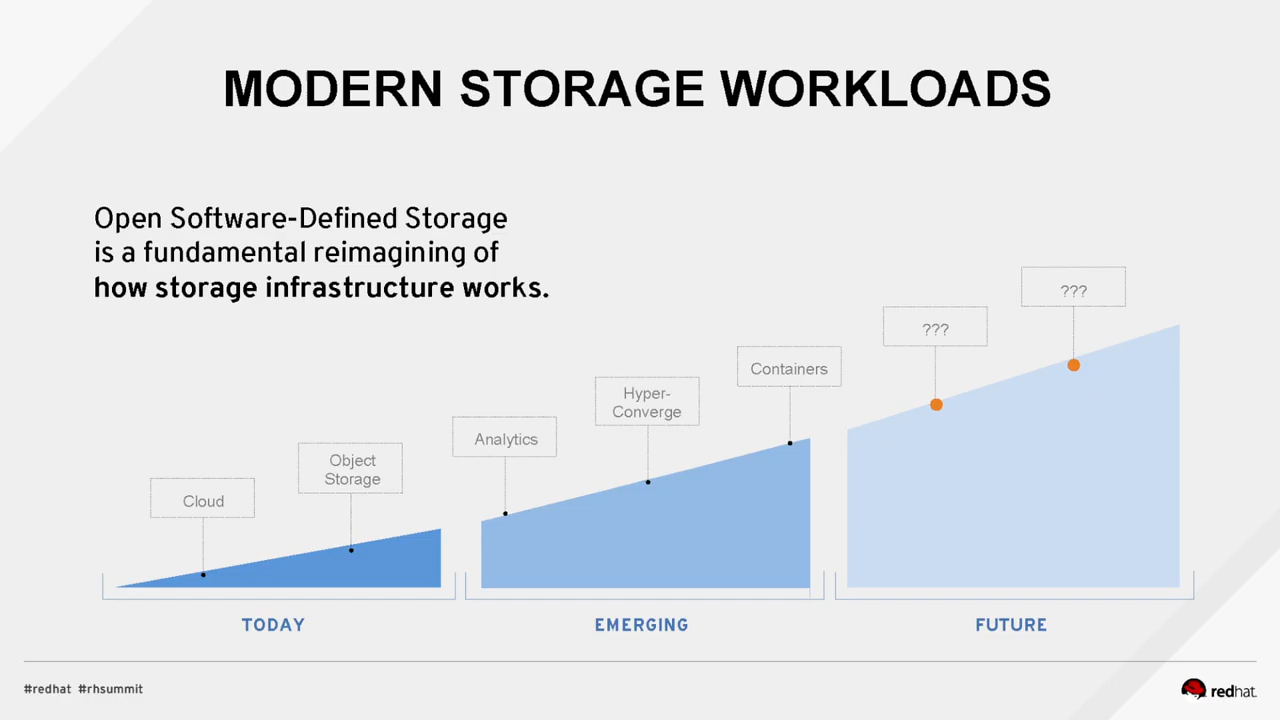 MODERN STORAGE WORKLOADS
Open Software-Defined Storage
is a fundamental reimagining of
how storage infrastructure works.
Cloud
Object
Storage
Analytics
Hyper-
Converge
Containers
???
???
TODAY
EMERGING
FUTURE
#redhat #rhsummit
redhat.